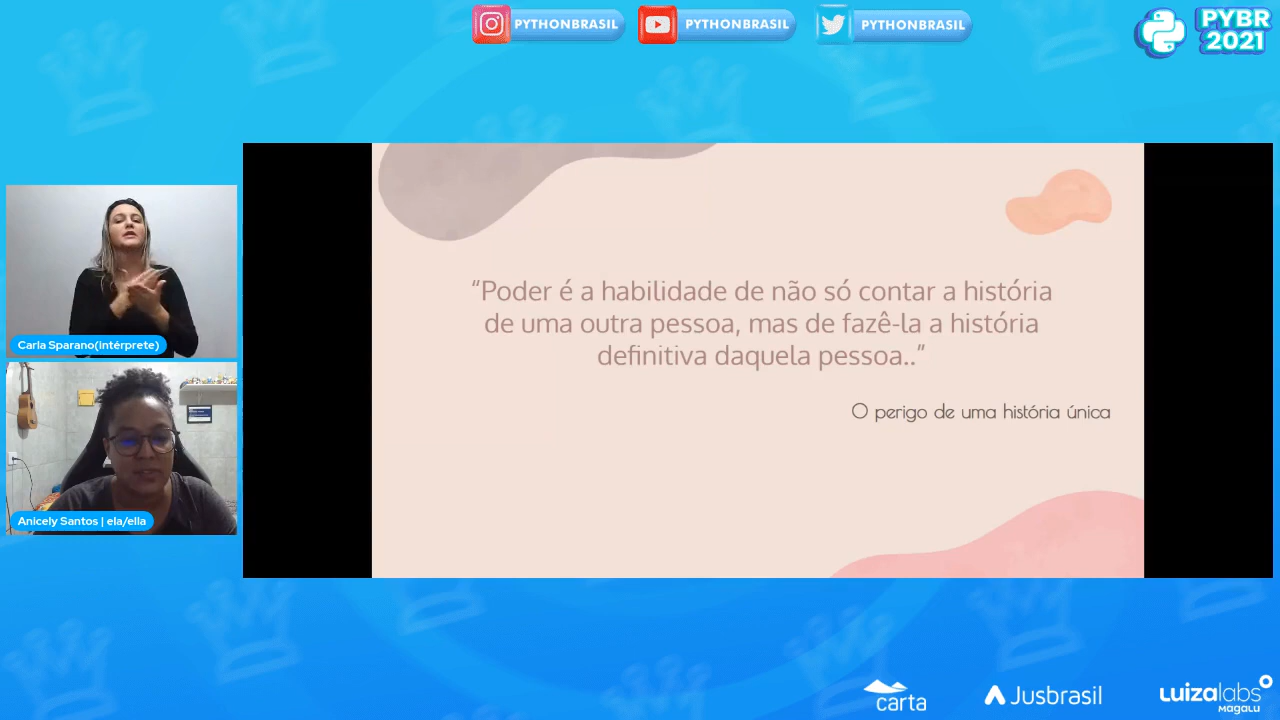 PYTHONBRASIL
PYTHONBRASIL
PYTHONBRASIL
PYBR
2021
“Poder é a habilidade de não só contar a história
de uma outra pessoa, mas de fazê-la a história
definitiva daquela pessoa..”
O perigo de uma história única
Carla Sparano(intérprete)
Anicely Santos | ela/ella
carta
Jusbrasil
LUIZAlabs
MAGALU